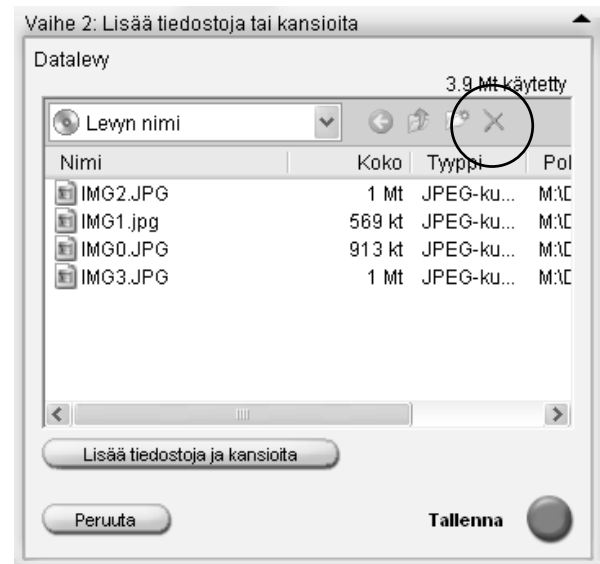 Vaihe 2: Lisää tiedostoja tai kansioita
Datalevy
3.9 Mt käytetty
Levyn nimi
Nimi Koko Tyyppi Pol
IMG2.JPG 1 Mt JPEG-ku... M:\D
IMG1.jpg 569 kt JPEG-ku... M:\D
IMG0.JPG 913 kt JPEG-ku... M:\D
IMG3.JPG 1 Mt JPEG-ku... M:\D
Lisää tiedostoja ja kansioita
Peruuta Tallenna